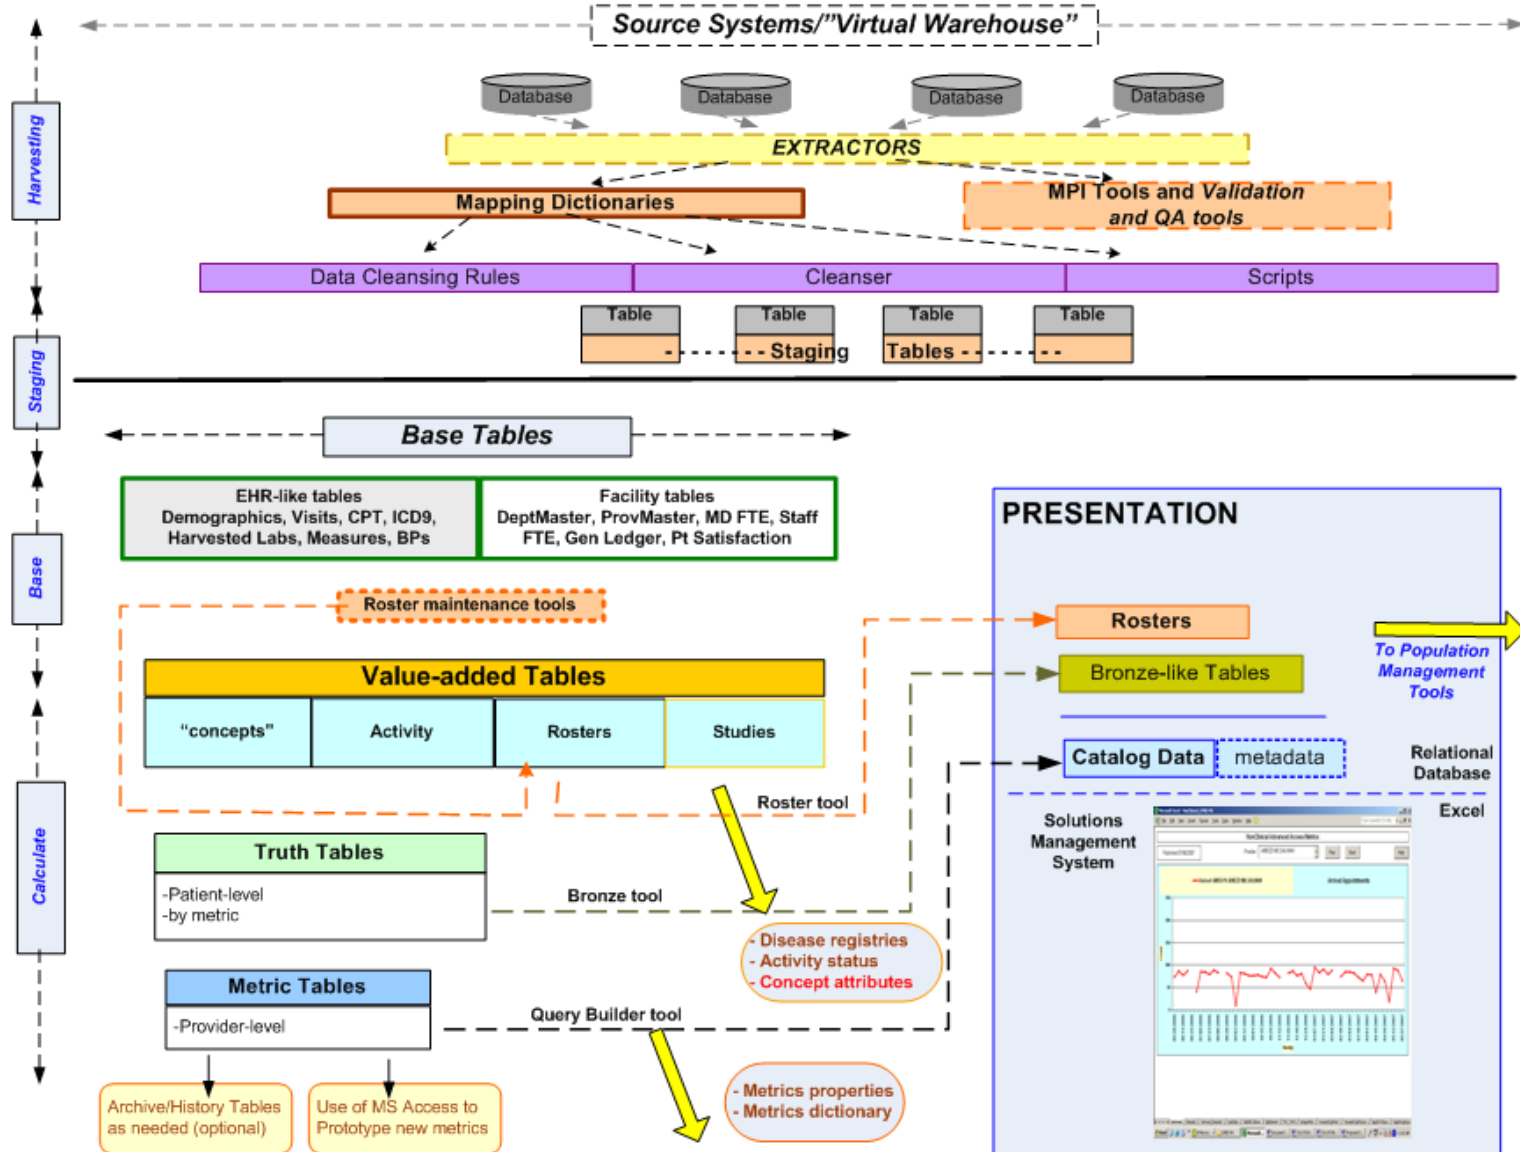 Source Systems/"Virtual Warehouse"
Database
Database
Database
Database
EXTRACTORS
Mapping Dictionaries
MPI Tools and Validation
and QA tools
Data Cleansing Rules
Cleanser
Scripts
Table
Table
Table
Table
Staging Tables
Harvesting
Staging
Base
Calculate
Base Tables
EHR-like tables
Demographics, Visits, CPT, ICD9,
Harvested Labs, Measures, BPs
Facility tables
DeptMaster, ProvMaster, MD FTE, Staff
FTE, Gen Ledger, Pt Satisfaction
Roster maintenance tools
Value-added Tables
“concepts”
Activity
Rosters
Studies
Roster tool
Truth Tables
-Patient-level
-by metric
Bronze tool
- Disease registries
- Activity status
- Concept attributes
Metric Tables
-Provider-level
Query Builder tool
- Metrics properties
- Metrics dictionary
Archive/History Tables
as needed (optional)
Use of MS Access to
Prototype new metrics
PRESENTATION
Rosters
Bronze-like Tables
To Population
Management
Tools
Catalog Data
metadata
Relational
Database
Excel
Solutions
Management
System